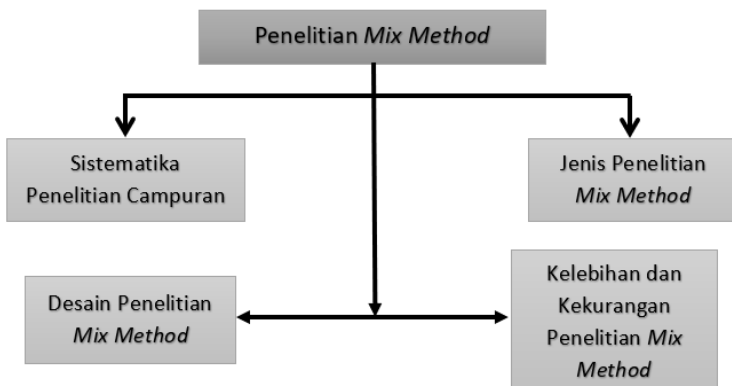 Penelitian Mix Method
Sistematika
Penelitian Campuran
Jenis Penelitian
Mix Method
Desain Penelitian
Mix Method
Kelebihan dan
Kekurangan
Penelitian Mix
Method